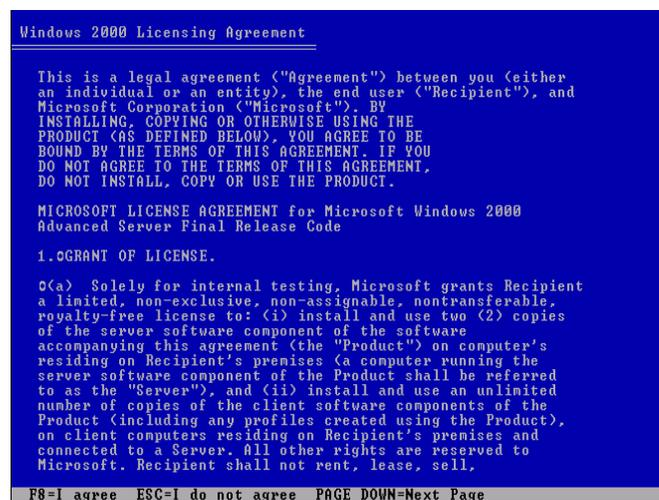 Windows 2000 Licensing Agreement
This is a legal agreement ("Agreement") between you (either
an individual or an entity), the end user ("Recipient"), and
Microsoft Corporation ("Microsoft"). BY
INSTALLING, COPYING OR OTHERWISE USING THE
PRODUCT (AS DEFINED BELOW), YOU AGREE TO BE
BOUND BY THE TERMS OF THIS AGREEMENT. IF YOU
DO NOT AGREE TO THE TERMS OF THIS AGREEMENT,
DO NOT INSTALL, COPY OR USE THE PRODUCT.
MICROSOFT LICENSE AGREEMENT for Microsoft Windows 2000
Advanced Server Final Release Code
1.○GRANT OF LICENSE.
○(a) Solely for internal testing, Microsoft grants Recipient
a limited, non-exclusive, non-assignable, nontransferable,
royalty-free license to: (i) install and use two (2) copies
of the server software component of the software
accompanying this agreement (the "Product") on computer's
residing on Recipient's premises (a computer running the
server software component of the Product shall be referred
to as the "Server"), and (ii) install and use an unlimited
number of copies of the client software components of the
Product (including any profiles created using the Product),
on client computers residing on Recipient's premises and
connected to a Server. All other rights are reserved to
Microsoft. Recipient shall not rent, lease, sell,
F8=I agree ESC=I do not agree PAGE DOWN=Next Page